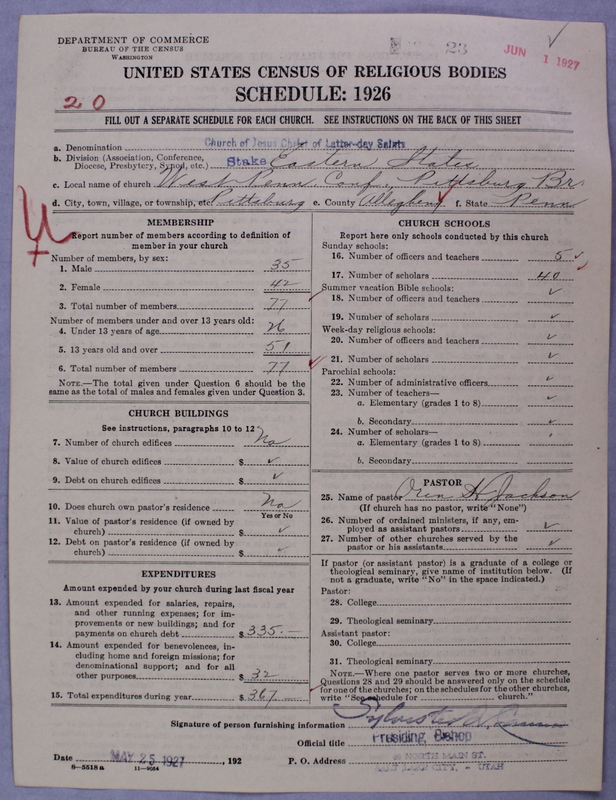 DEPARTMENT OF COMMERCE
BUREAU OF THE CENSUS
WASHINGTON
23
JUN 1 1927
UNITED STATES CENSUS OF RELIGIOUS BODIES
SCHEDULE: 1926
20
FILL OUT A SEPARATE SCHEDULE FOR EACH CHURCH. SEE INSTRUCTIONS ON THE BACK OF THIS SHEET
a. Denomination Church of Jesus Christ of Latter-day Saints
b. Division (Association, Conference, Diocese, Presbytery, Synod, etc.) Stake Eastern States
c. Local name of church West Penn. Conf., Pittsburg Br.
d. City, town, village, or township, etc. Pittsburg e. County Allegheny f. State Penn
MEMBERSHIP
Report number of members according to definition of
member in your church
Number of members, by sex:
1. Male 35
2. Female 42
3. Total number of members 77
Number of members under and over 13 years old:
4. Under 13 years of age 26
5. 13 years old and over 51
6. Total number of members 77
NOTE.—The total given under Question 6 should be the
same as the total of males and females given under Question 3.
CHURCH BUILDINGS
See instructions, paragraphs 10 to 12
7. Number of church edifices No
8. Value of church edifices $ ✓
9. Debt on church edifices $ ✓
10. Does church own pastor's residence No
Yes or No
11. Value of pastor's residence (if owned by
church) $ ✓
12. Debt on pastor's residence (if owned by
church) $ ✓
EXPENDITURES
Amount expended by your church during last fiscal year
13. Amount expended for salaries, repairs,
and other running expenses; for im-
provements or new buildings; and for
payments on church debt $ 335.—
14. Amount expended for benevolences, in-
cluding home and foreign missions; for
denominational support; and for all
other purposes $ 32
15. Total expenditures during year $ 367.—
CHURCH SCHOOLS
Report here only schools conducted by this church
Sunday schools:
16. Number of officers and teachers 5 ✓
17. Number of scholars 40
Summer vacation Bible schools:
18. Number of officers and teachers ✓
19. Number of scholars ✓
Week-day religious schools:
20. Number of officers and teachers ✓
21. Number of scholars ✓
Parochial schools:
22. Number of administrative officers ✓
23. Number of teachers—
a. Elementary (grades 1 to 8) ✓
b. Secondary ✓
24. Number of scholars—
a. Elementary (grades 1 to 8)
b. Secondary
PASTOR
25. Name of pastor Oren H Jackson
(If church has no pastor, write "None")
26. Number of ordained ministers, if any, em-
ployed as assistant pastors ✓
27. Number of other churches served by the
pastor or his assistants ✓
If pastor (or assistant pastor) is a graduate of a college or
theological seminary, give name of institution below. (If
not a graduate, write "No" in the space indicated.)
Pastor:
28. College
29. Theological seminary
Assistant pastor:
30. College
31. Theological seminary
NOTE.—Where one pastor serves two or more churches,
Questions 28 and 29 should be answered only on the schedule
for one of the churches; on the schedules for the other churches,
write "See schedule for church."
Signature of person furnishing information Sylvester Q. Cannon
Official title Presiding Bishop
Date MAY 25 1927, 192 P. O. Address NORTH MAIN ST.
CITY, - UTAH
8—5518 a 11—9054